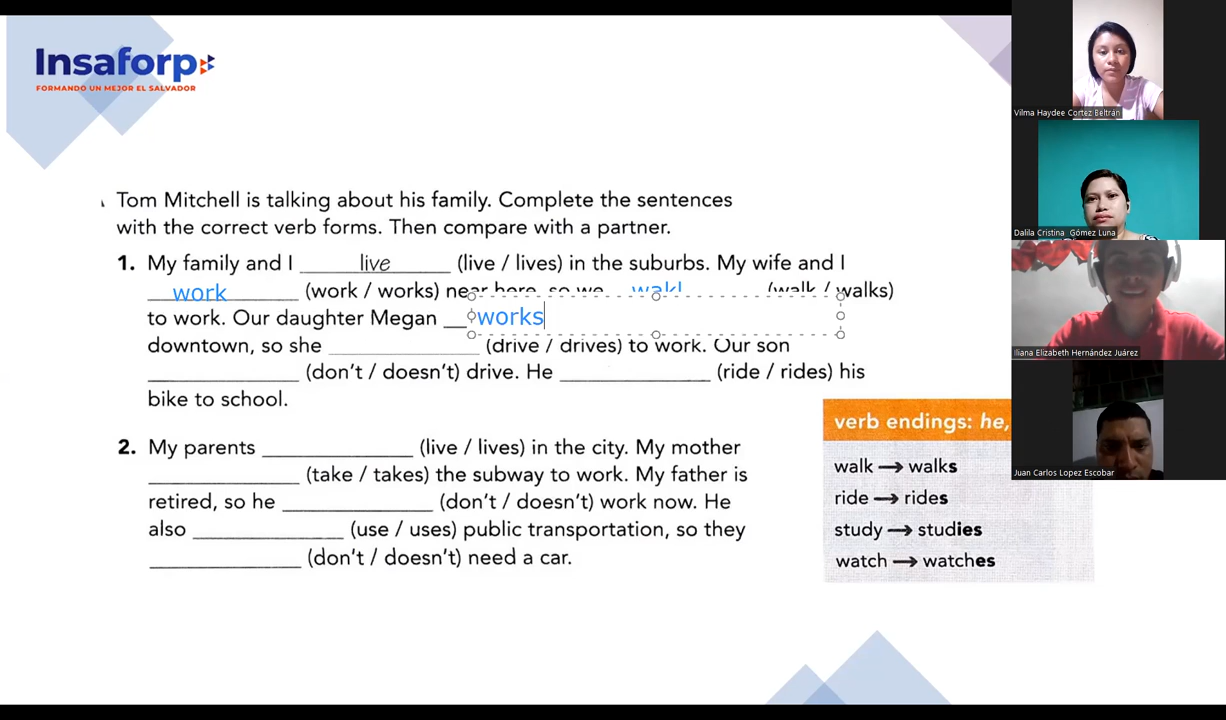 Insaforp
FORMANDO UN MEJOR EL SALVADOR
Tom Mitchell is talking about his family. Complete the sentences
with the correct verb forms. Then compare with a partner.
1. My family and I live (live / lives) in the suburbs. My wife and I
work (work / works) near here, so we wakl (walk / walks)
to work. Our daughter Megan works
downtown, so she (drive / drives) to work. Our son
(don't / doesn't) drive. He (ride / rides) his
bike to school.
2. My parents (live / lives) in the city. My mother
(take / takes) the subway to work. My father is
retired, so he (don't / doesn't) work now. He
also (use / uses) public transportation, so they
(don't / doesn't) need a car.
verb endings: he,
walk → walks
ride → rides
study → studies
watch → watches
Vilma Haydee Cortez Beltrán
Dalila Cristina Gómez Luna
Iliana Elizabeth Hernández Juárez
Juan Carlos Lopez Escobar